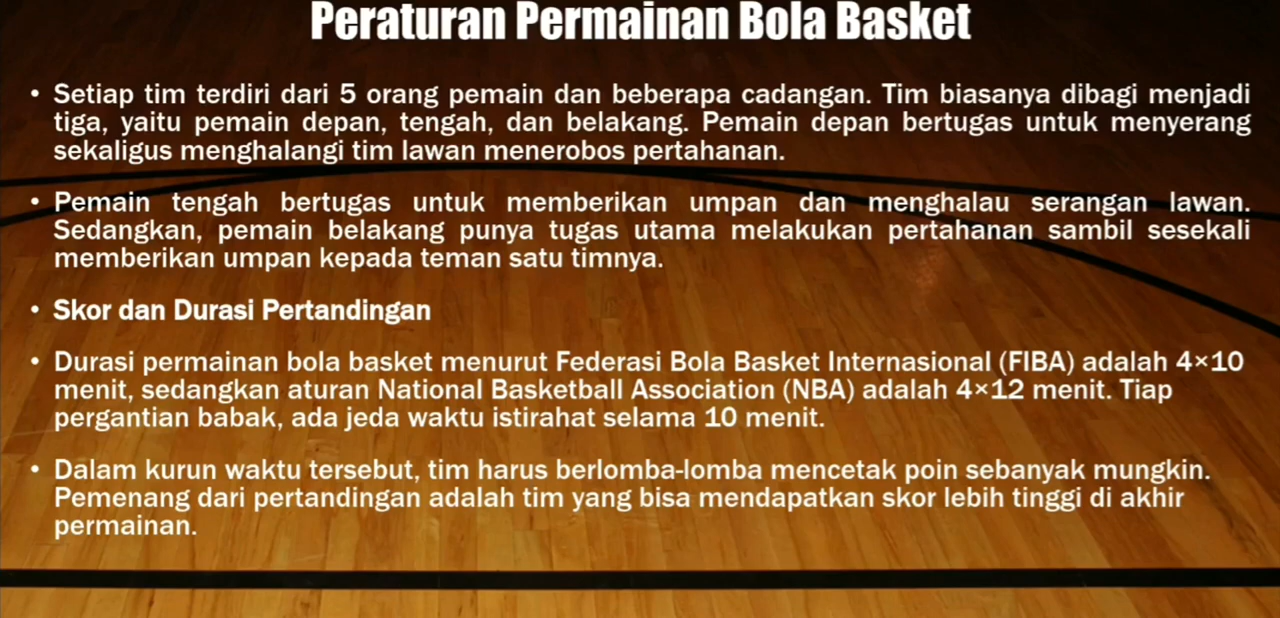 Peraturan Permainan Bola Basket
• Setiap tim terdiri dari 5 orang pemain dan beberapa cadangan. Tim biasanya dibagi menjadi
tiga, yaitu pemain depan, tengah, dan belakang. Pemain depan bertugas untuk menyerang
sekaligus menghalangi tim lawan menerobos pertahanan.
• Pemain tengah bertugas untuk memberikan umpan dan menghalau serangan lawan.
Sedangkan, pemain belakang punya tugas utama melakukan pertahanan sambil sesekali
memberikan umpan kepada teman satu timnya.
• Skor dan Durasi Pertandingan
• Durasi permainan bola basket menurut Federasi Bola Basket Internasional (FIBA) adalah 4×10
menit, sedangkan aturan National Basketball Association (NBA) adalah 4×12 menit. Tiap
pergantian babak, ada jeda waktu istirahat selama 10 menit.
• Dalam kurun waktu tersebut, tim harus berlomba-lomba mencetak poin sebanyak mungkin.
Pemenang dari pertandingan adalah tim yang bisa mendapatkan skor lebih tinggi di akhir
permainan.